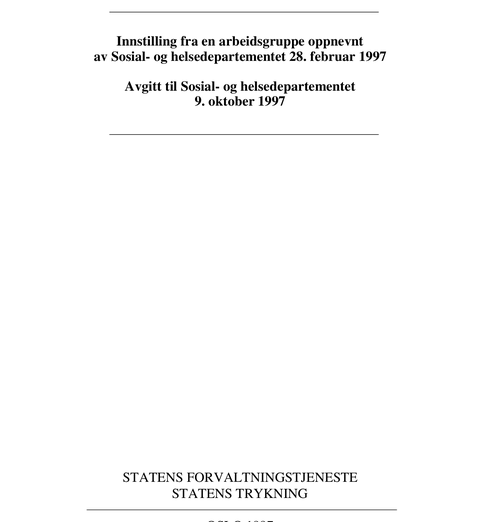 Innstilling fra en arbeidsgruppe oppnevnt
av Sosial- og helsedepartementet 28. februar 1997
Avgitt til Sosial- og helsedepartementet
9. oktober 1997
STATENS FORVALTNINGSTJENESTE
STATENS TRYKNING